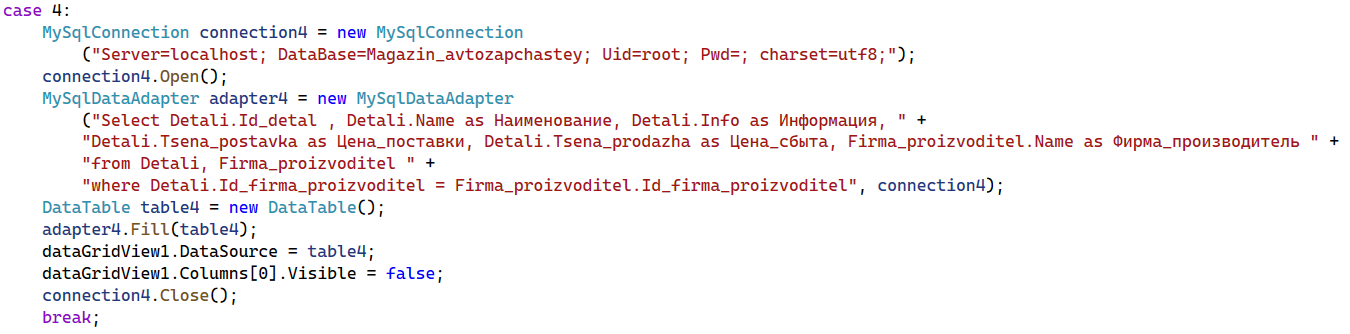 case 4:
MySqlConnection connection4 = new MySqlConnection
("Server=localhost; DataBase=Magazin_avtozapchastey; Uid=root; Pwd=; charset=utf8;");
connection4.Open();
MySqlDataAdapter adapter4 = new MySqlDataAdapter
("Select Detali.Id_detal , Detali.Name as Наименование, Detali.Info as Информация, " +
"Detali.Tsena_postavka as Цена_поставки, Detali.Tsena_prodazha as Цена_сбыта, Firma_proizvoditel.Name as Фирма_производитель " +
"from Detali, Firma_proizvoditel " +
"where Detali.Id_firma_proizvoditel = Firma_proizvoditel.Id_firma_proizvoditel", connection4);
DataTable table4 = new DataTable();
adapter4.Fill(table4);
dataGridView1.DataSource = table4;
dataGridView1.Columns[0].Visible = false;
connection4.Close();
break;